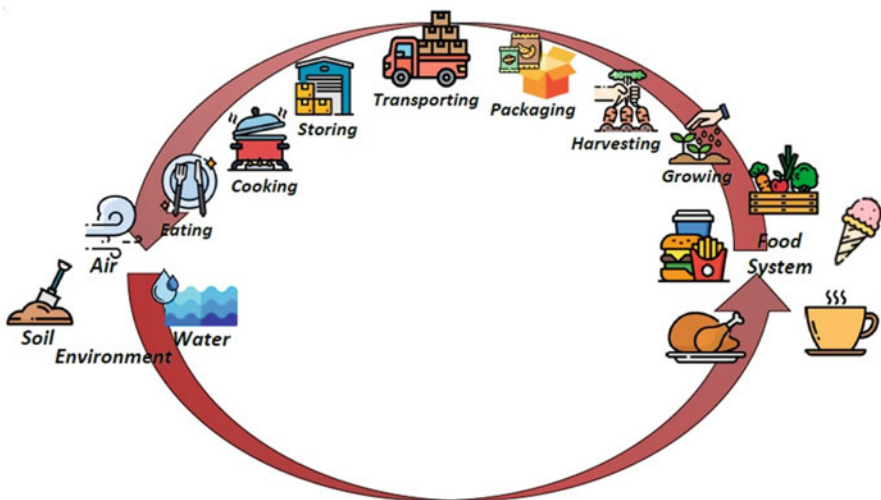 Transporting
Packaging
Storing
Harvesting
Cooking
Growing
Eating
Air
Food
System
Soil
Water
Environment